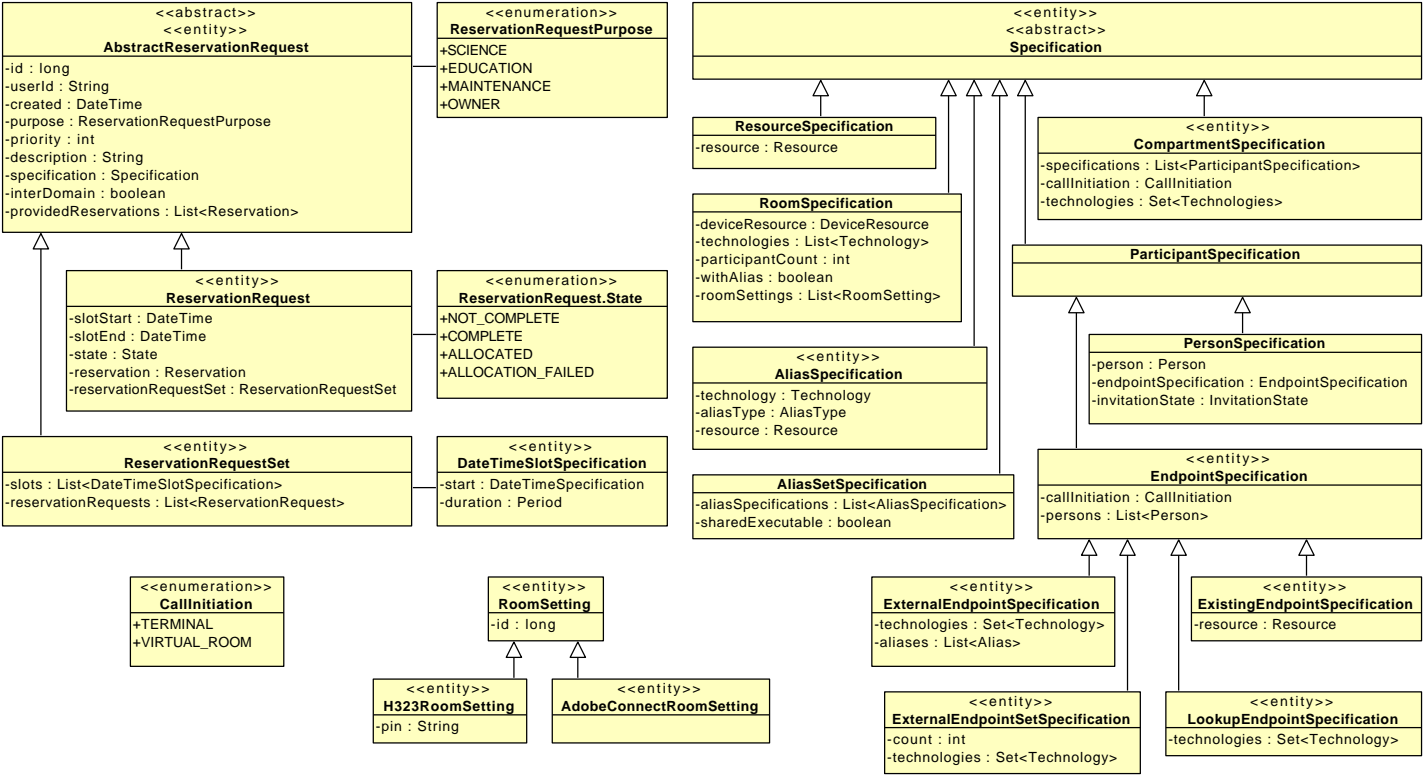 <<abstract>>
<<entity>>
AbstractReservationRequest
-id : long
-userId : String
-created : DateTime
-purpose : ReservationRequestPurpose
-priority : int
-description : String
-specification : Specification
-interDomain : boolean
-providedReservations : List<Reservation>
<<enumeration>>
ReservationRequestPurpose
+SCIENCE
+EDUCATION
+MAINTENANCE
+OWNER
<<entity>>
ReservationRequest
-slotStart : DateTime
-slotEnd : DateTime
-state : State
-reservation : Reservation
-reservationRequestSet : ReservationRequestSet
<<enumeration>>
ReservationRequest.State
+NOT_COMPLETE
+COMPLETE
+ALLOCATED
+ALLOCATION_FAILED
<<entity>>
ReservationRequestSet
-slots : List<DateTimeSlotSpecification>
-reservationRequests : List<ReservationRequest>
<<entity>>
DateTimeSlotSpecification
-start : DateTimeSpecification
-duration : Period
<<enumeration>>
CallInitiation
+TERMINAL
+VIRTUAL_ROOM
<<entity>>
RoomSetting
-id : long
<<entity>>
H323RoomSetting
-pin : String
<<entity>>
AdobeConnectRoomSetting
<<entity>>
<<abstract>>
Specification
ResourceSpecification
-resource : Resource
<<entity>>
CompartmentSpecification
-specifications : List<ParticipantSpecification>
-callInitiation : CallInitiation
-technologies : Set<Technologies>
RoomSpecification
-deviceResource : DeviceResource
-technologies : List<Technology>
-participantCount : int
-withAlias : boolean
-roomSettings : List<RoomSetting>
ParticipantSpecification
<<entity>>
AliasSpecification
-technology : Technology
-aliasType : AliasType
-resource : Resource
PersonSpecification
-person : Person
-endpointSpecification : EndpointSpecification
-invitationState : InvitationState
AliasSetSpecification
-aliasSpecifications : List<AliasSpecification>
-sharedExecutable : boolean
<<entity>>
EndpointSpecification
-callInitiation : CallInitiation
-persons : List<Person>
<<entity>>
ExternalEndpointSpecification
-technologies : Set<Technology>
-aliases : List<Alias>
<<entity>>
ExistingEndpointSpecification
-resource : Resource
<<entity>>
ExternalEndpointSetSpecification
-count : int
-technologies : Set<Technology>
<<entity>>
LookupEndpointSpecification
-technologies : Set<Technology>